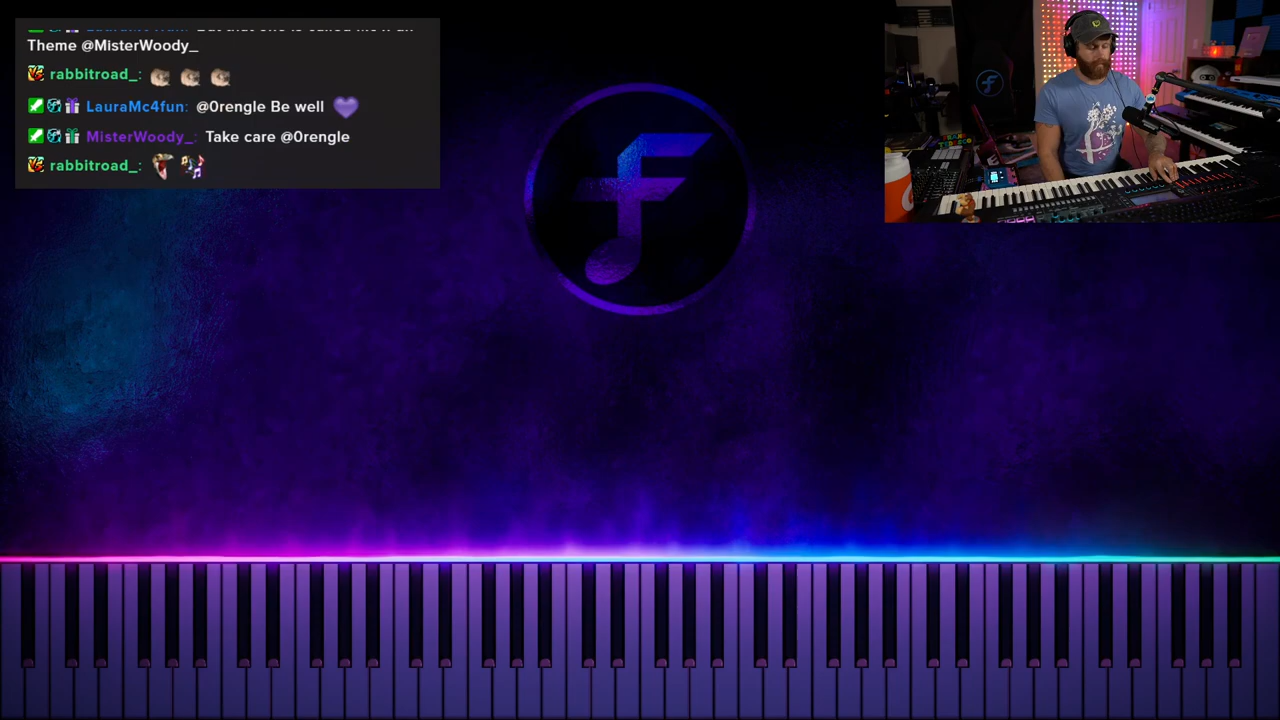 Theme @MisterWoody_
rabbitroad_:
LauraMc4fun: @0rengle Be well
MisterWoody_: Take care @0rengle
rabbitroad_: